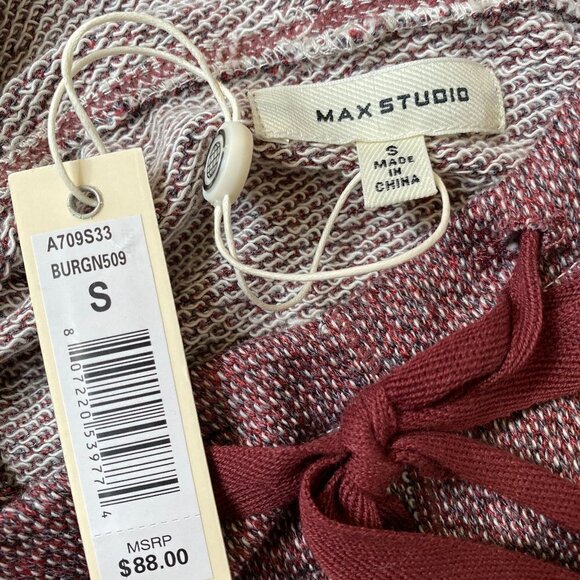 MAX STUDIO
S
MADE IN
CHINA
A709S33
BURGN509
S
8 07220 53977 4
MSRP
$88.00